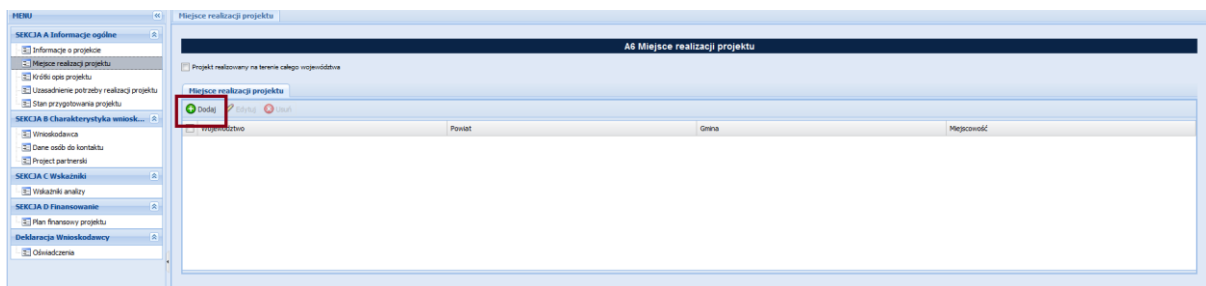 MENU
SEKCJA A Informacje ogólne
Informacje o projekcie
Miejsce realizacji projektu
Krótki opis projektu
Uzasadnienie potrzeby realizacji projektu
Stan przygotowania projektu
SEKCJA B Charakterystyka wniosk...
Wnioskodawca
Dane osób do kontaktu
Project partnerski
SEKCJA C Wskaźniki
Wskaźniki analizy
SEKCJA D Finansowanie
Plan finansowy projektu
Deklaracja Wnioskodawcy
Oświadczenia
Miejsce realizacji projektu
A6 Miejsce realizacji projektu
Projekt realizowany na terenie całego województwa
Miejsce realizacji projektu
Dodaj Edytuj Usuń
Województwo Powiat Gmina Miejscowość